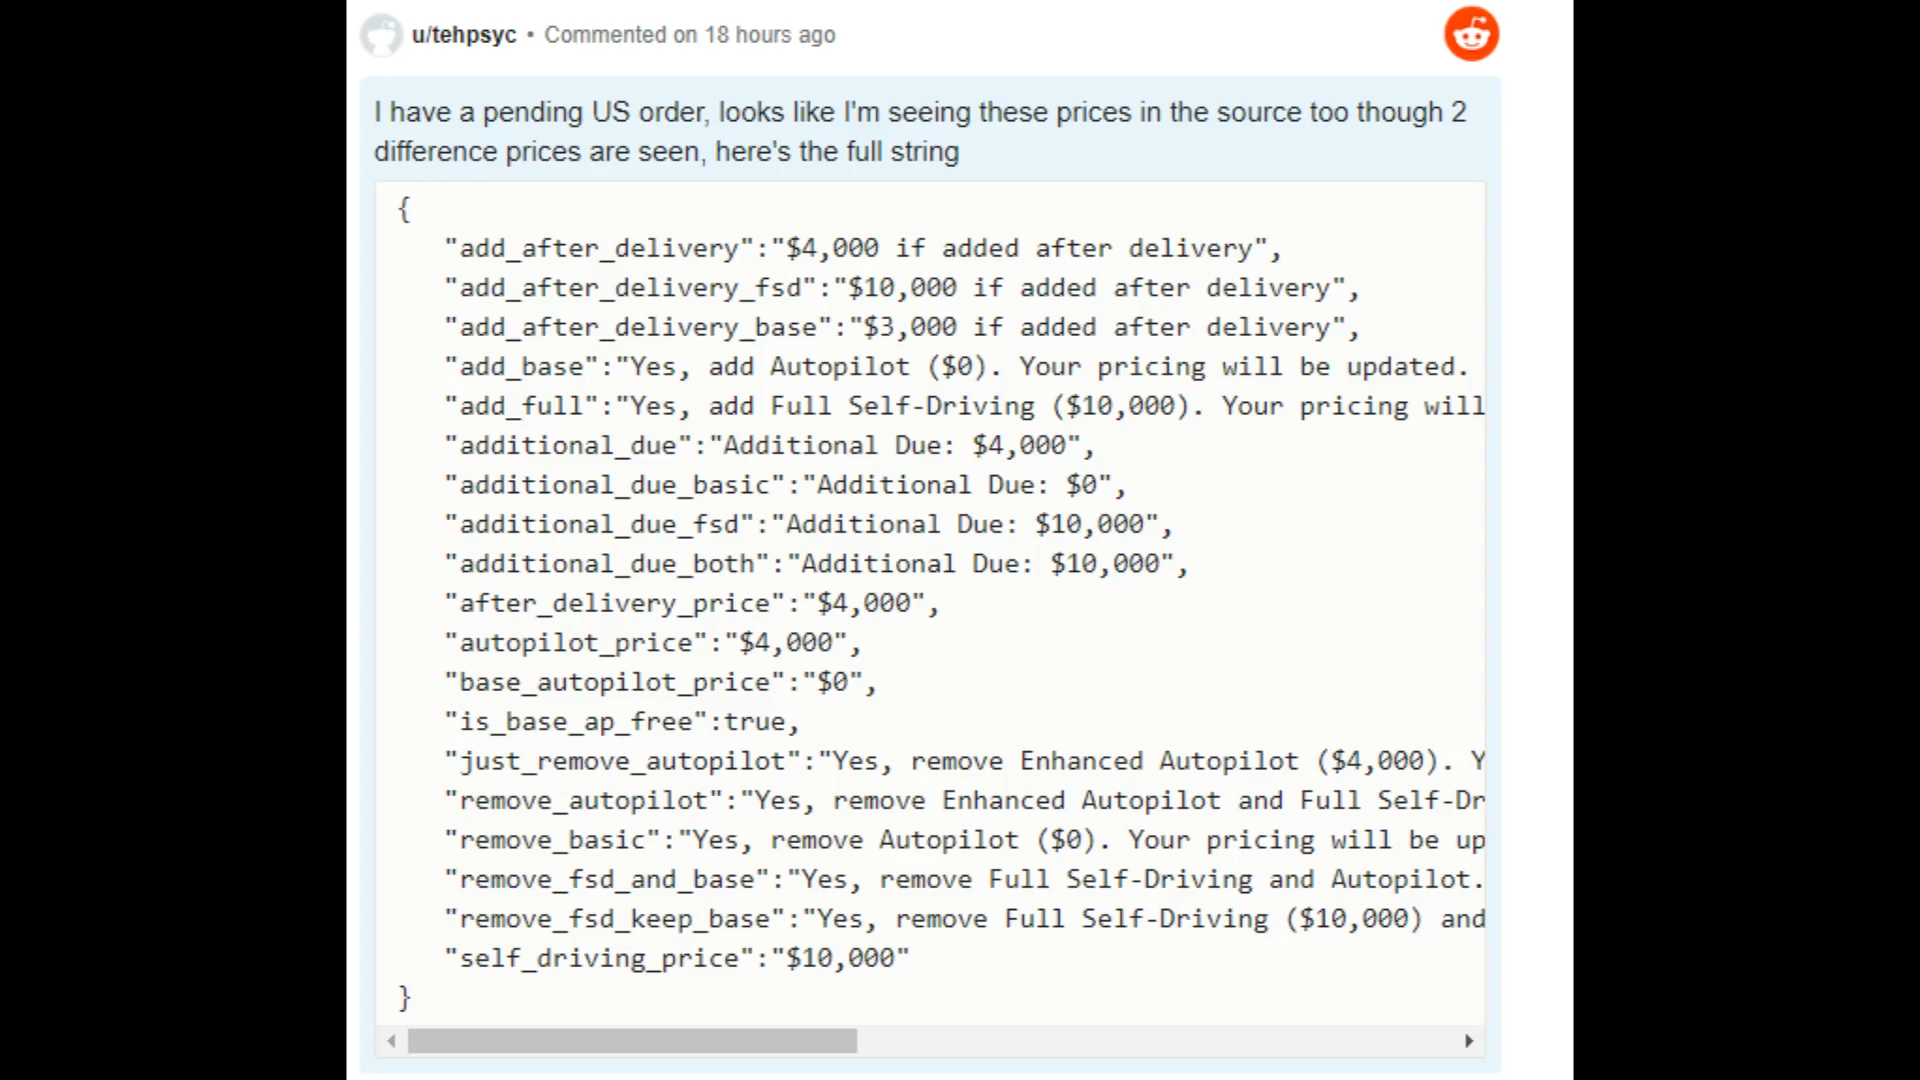 u/tehpsyc • Commented on 18 hours ago
I have a pending US order, looks like I'm seeing these prices in the source too though 2
difference prices are seen, here's the full string
{
"add_after_delivery":"$4,000 if added after delivery",
"add_after_delivery_fsd":"$10,000 if added after delivery",
"add_after_delivery_base":"$3,000 if added after delivery",
"add_base":"Yes, add Autopilot ($0). Your pricing will be updated.
"add_full":"Yes, add Full Self-Driving ($10,000). Your pricing will
"additional_due":"Additional Due: $4,000",
"additional_due_basic":"Additional Due: $0",
"additional_due_fsd":"Additional Due: $10,000",
"additional_due_both":"Additional Due: $10,000",
"after_delivery_price":"$4,000",
"autopilot_price":"$4,000",
"base_autopilot_price":"$0",
"is_base_ap_free":true,
"just_remove_autopilot":"Yes, remove Enhanced Autopilot ($4,000). Y
"remove_autopilot":"Yes, remove Enhanced Autopilot and Full Self-Dr
"remove_basic":"Yes, remove Autopilot ($0). Your pricing will be up
"remove_fsd_and_base":"Yes, remove Full Self-Driving and Autopilot.
"remove_fsd_keep_base":"Yes, remove Full Self-Driving ($10,000) and
"self_driving_price":"$10,000"
}